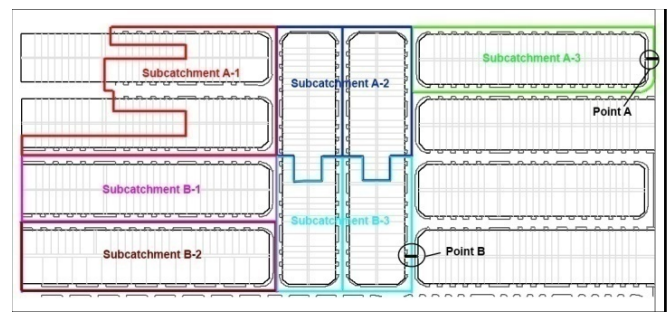 Subcatchment A-1
Subcatchment A-2
Subcatchment A-3
Point A
Subcatchment B-1
Subcatchment B-2
Subcatchment B-3
Point B